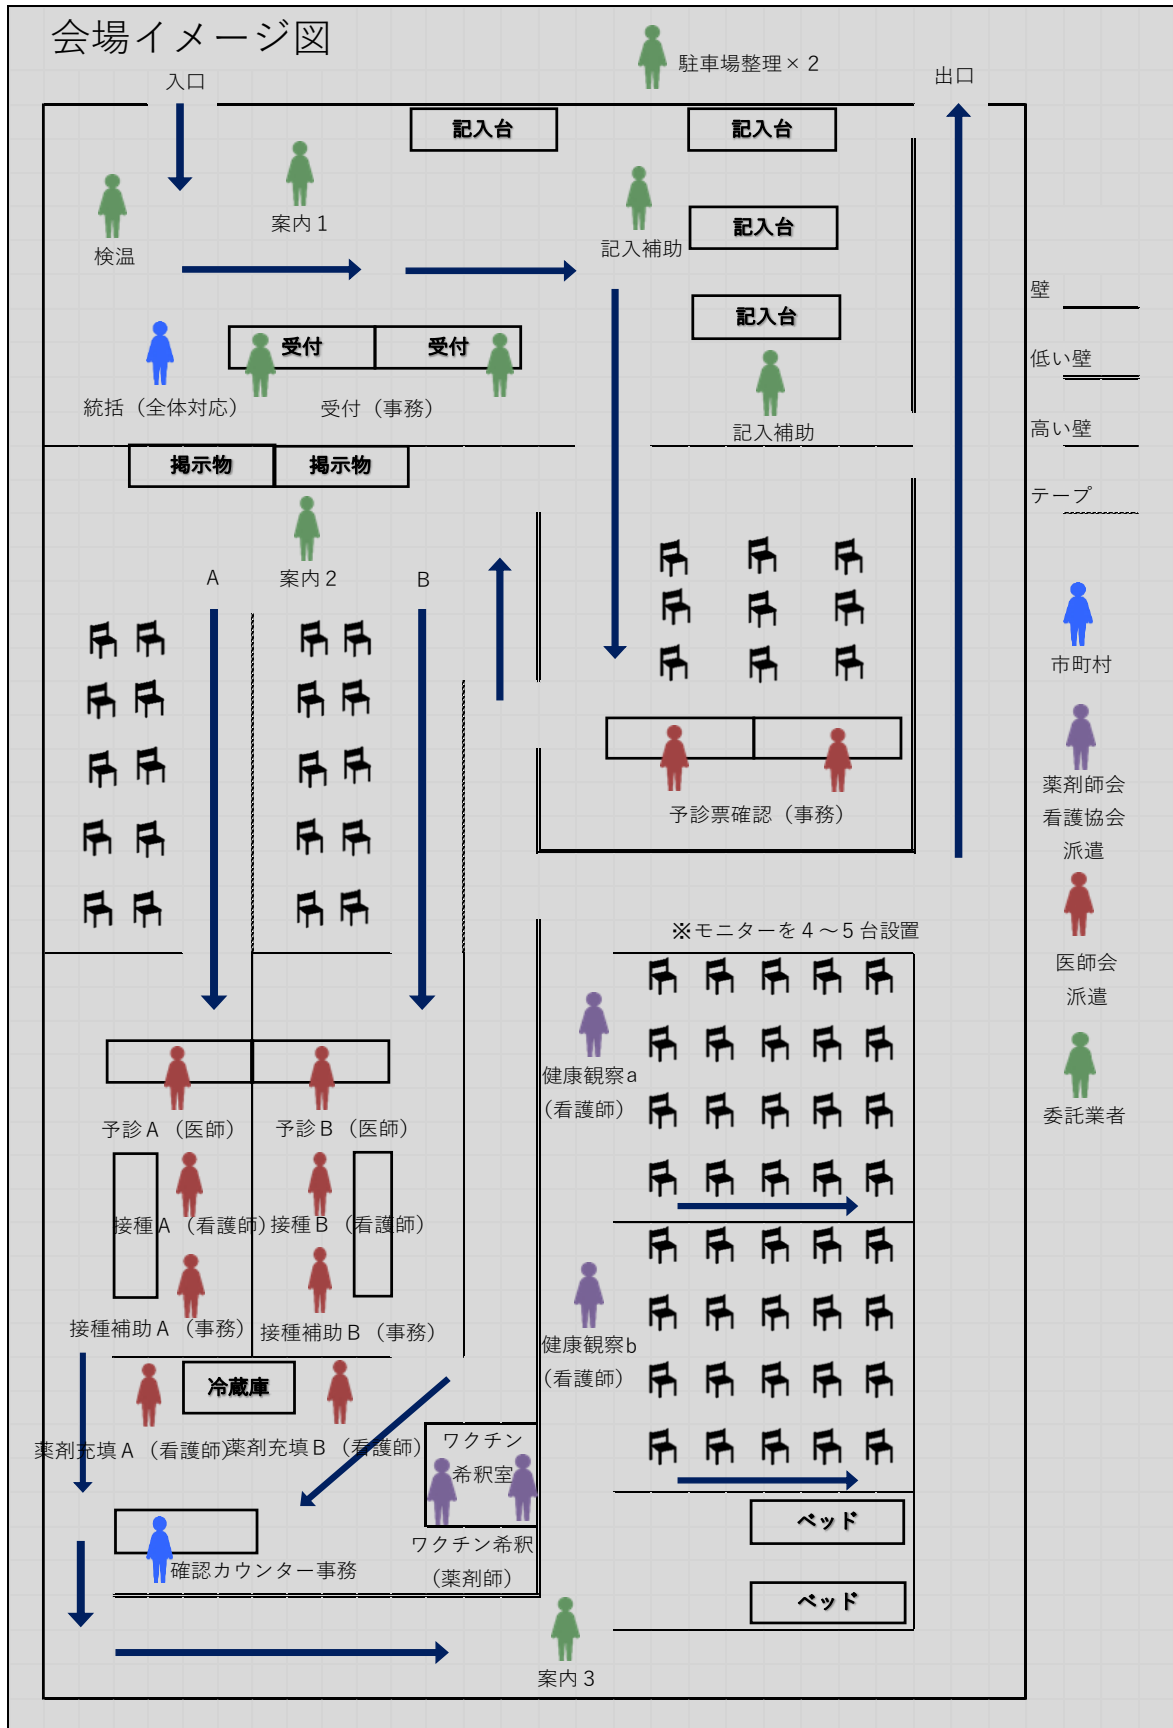 会場イメージ図
駐車場整理×２
入口
出口
記入台
記入台
案内１
検温
記入台
記入補助
記入台
受付
受付
統括（全体対応）
受付（事務）
記入補助
掲示物
掲示物
A
案内２
B
予診票確認（事務）
※モニターを４～５台設置
健康観察a
（看護師）
予診Ａ（医師）
予診Ｂ（医師）
接種Ａ（看護師）
接種Ｂ（看護師）
接種補助Ａ（事務）
接種補助Ｂ（事務）
健康観察b
（看護師）
冷蔵庫
薬剤充填Ａ（看護師）
薬剤充填Ｂ（看護師）
ワクチン
希釈室
ワクチン希釈
（薬剤師）
確認カウンター事務
ベッド
ベッド
案内３
壁
低い壁
高い壁
テープ
市町村
薬剤師会
看護協会
派遣
医師会
派遣
委託業者